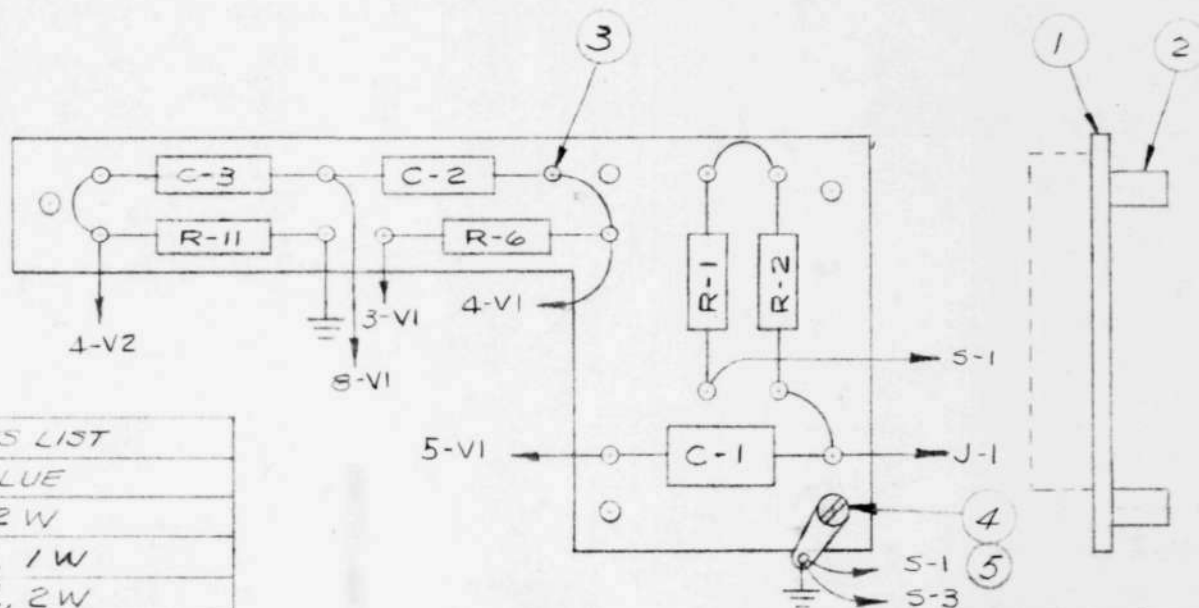 3
1
2
C-3
C-2
R-11
R-6
R-1
R-2
4-V2
3-V1
4-V1
8-V1
S-1
5-V1
C-1
J-1
4
S-1
5
S-3
S LIST
LUE
2 W
1 W
, 2 W